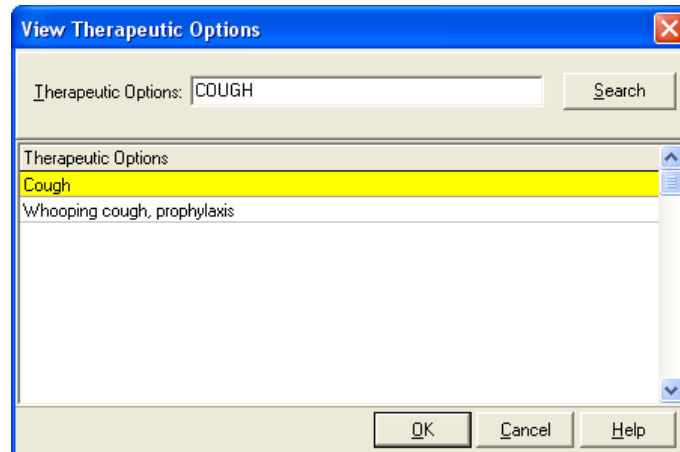 View Therapeutic Options
Therapeutic Options: COUGH Search
Therapeutic Options
Cough
Whooping cough, prophylaxis
OK Cancel Help